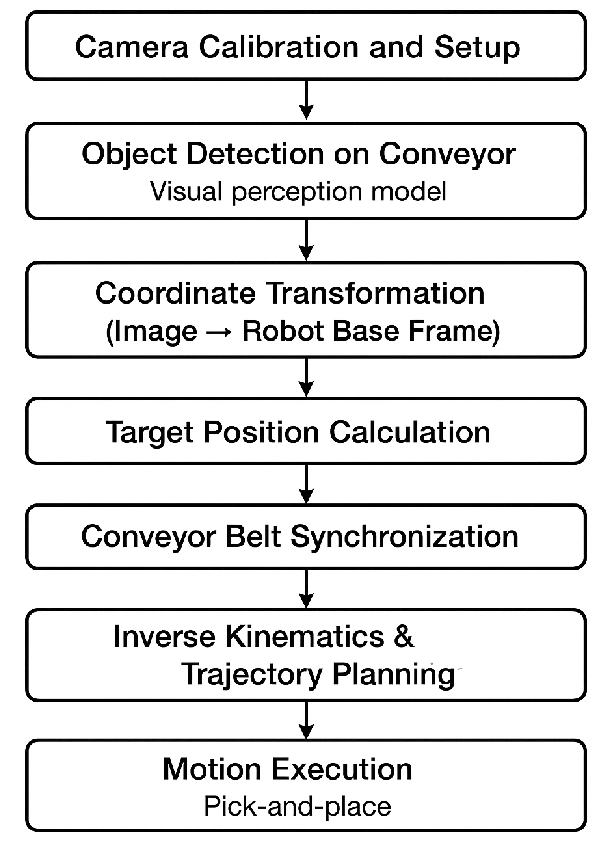 Camera Calibration and Setup
Object Detection on Conveyor
Visual perception model
Coordinate Transformation
(Image → Robot Base Frame)
Target Position Calculation
Conveyor Belt Synchronization
Inverse Kinematics &
Trajectory Planning
Motion Execution
Pick-and-place